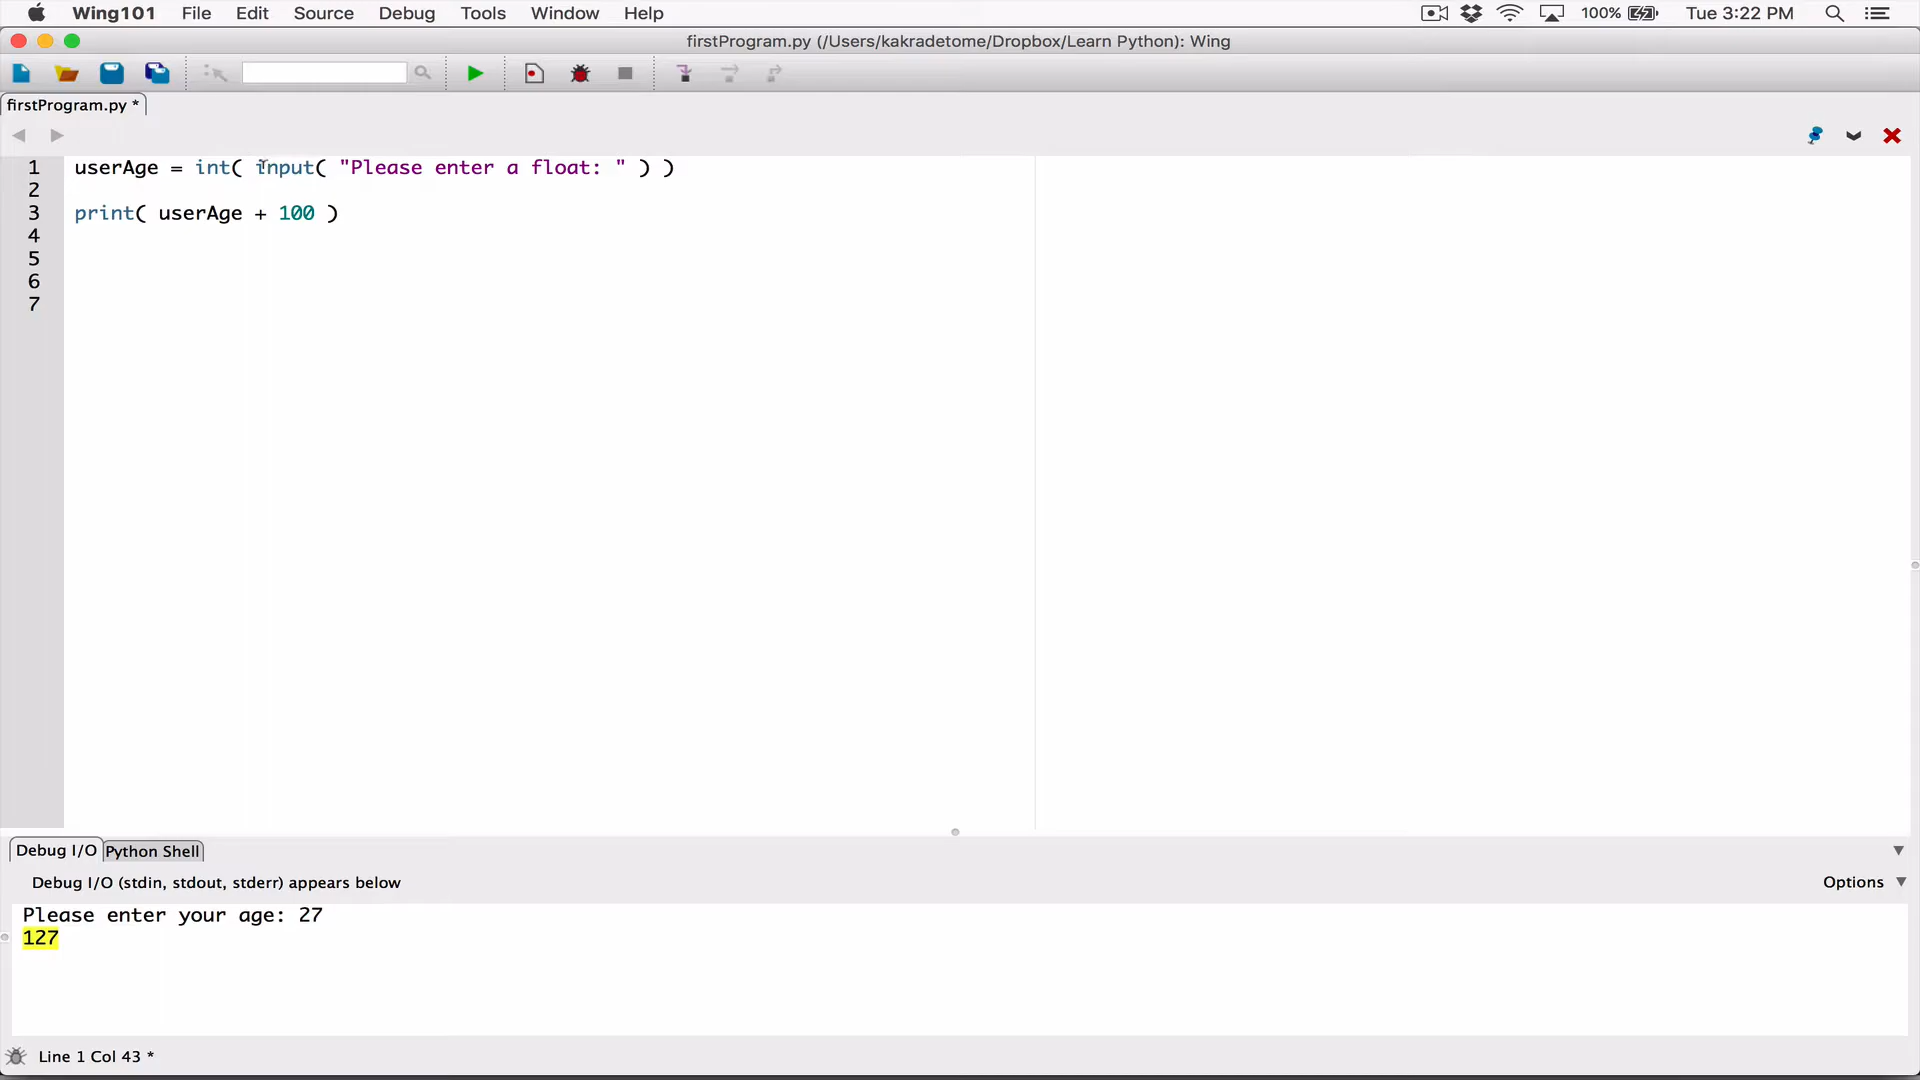 Wing101 File Edit Source Debug Tools Window Help 100% Tue 3:22 PM
firstProgram.py (/Users/kakradetome/Dropbox/Learn Python): Wing
firstProgram.py *
1 userAge = int( input( "Please enter a float: " ) )
2
3 print( userAge + 100 )
4
5
6
7
Debug I/O Python Shell
Debug I/O (stdin, stdout, stderr) appears below Options
Please enter your age: 27
127
Line 1 Col 43 *